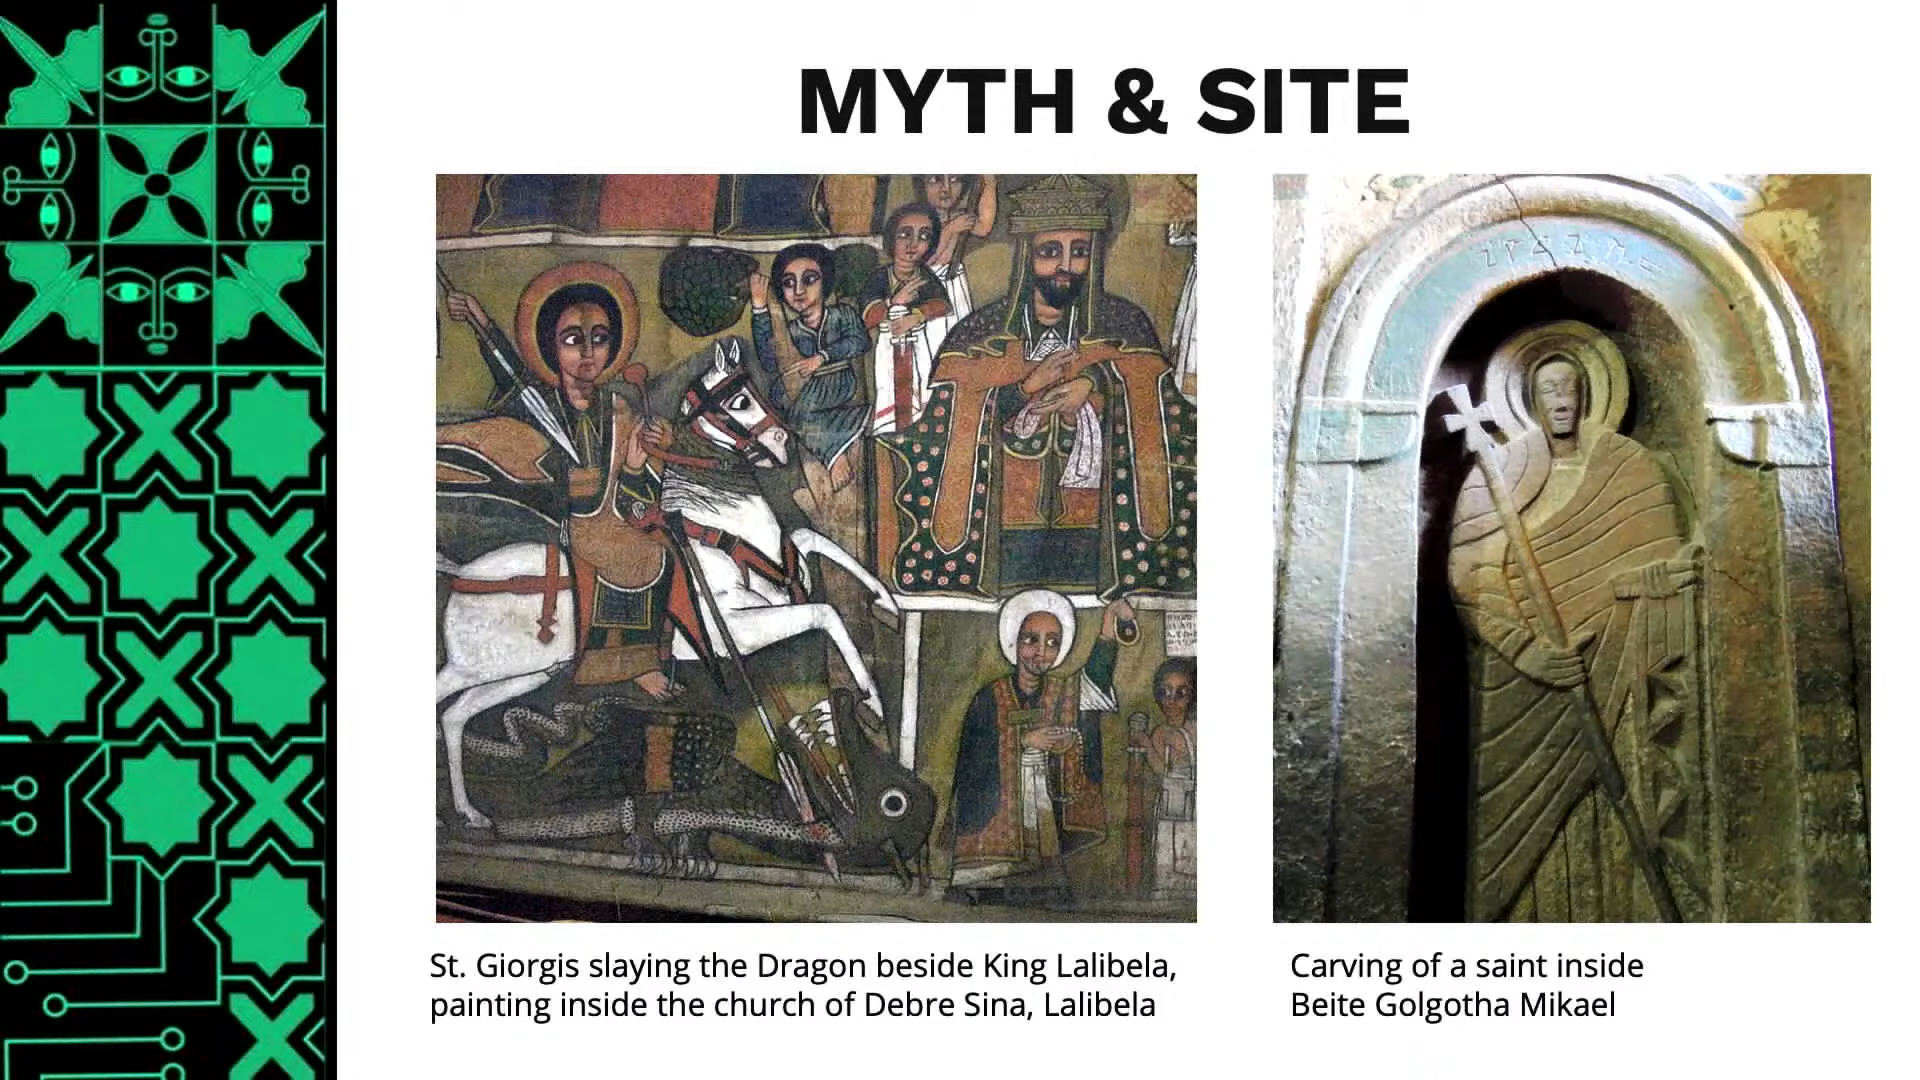 MYTH & SITE
St. Giorgis slaying the Dragon beside King Lalibela,
painting inside the church of Debre Sina, Lalibela
Carving of a saint inside
Beite Golgotha Mikael